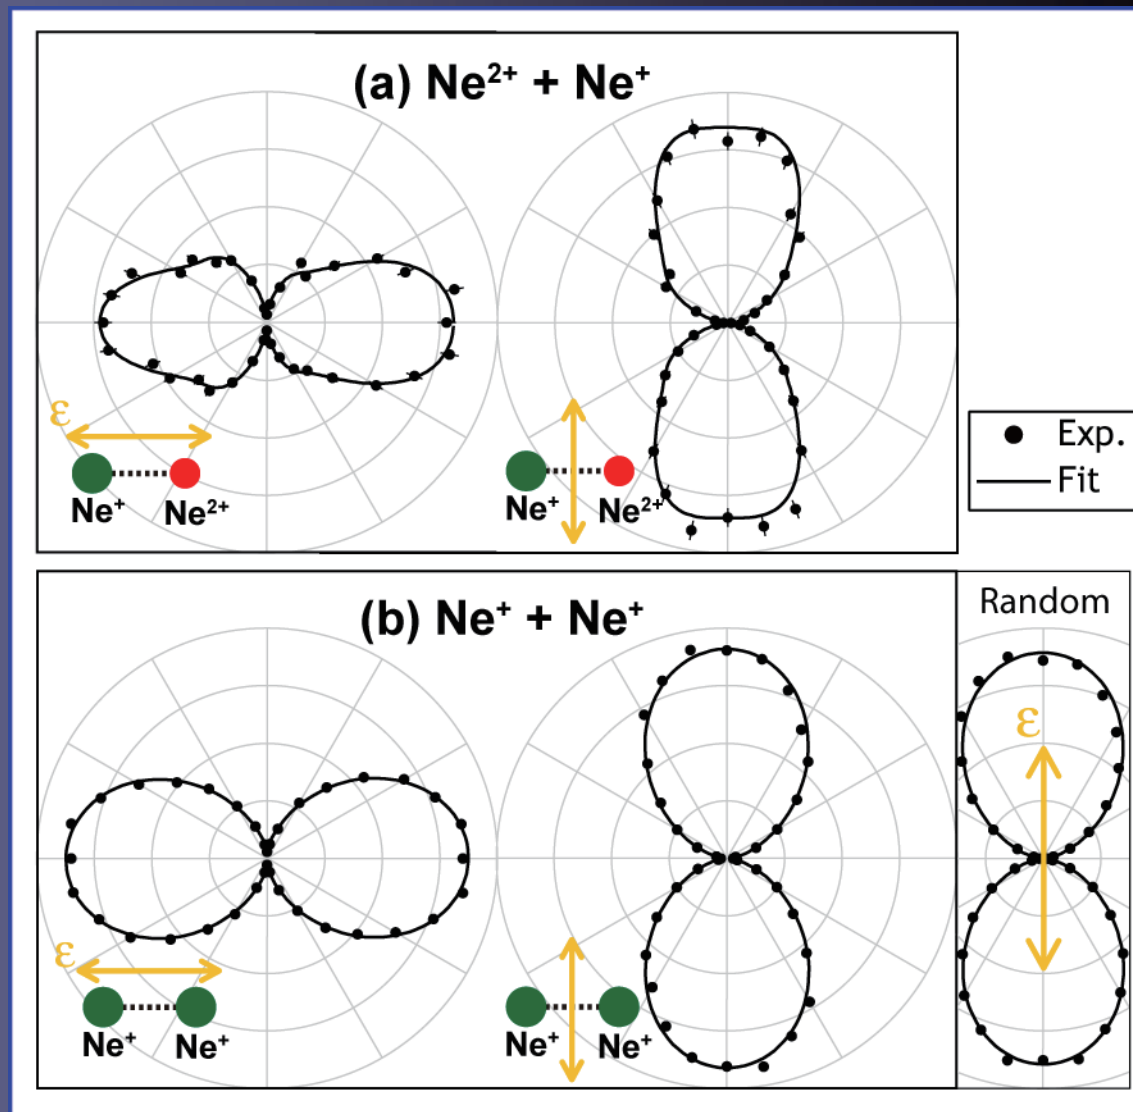 (a) Ne²⁺ + Ne⁺
ε
Ne⁺ Ne²⁺
Ne⁺ Ne²⁺
Exp.
Fit
(b) Ne⁺ + Ne⁺
Random
ε
ε
Ne⁺ Ne⁺
Ne⁺ Ne⁺